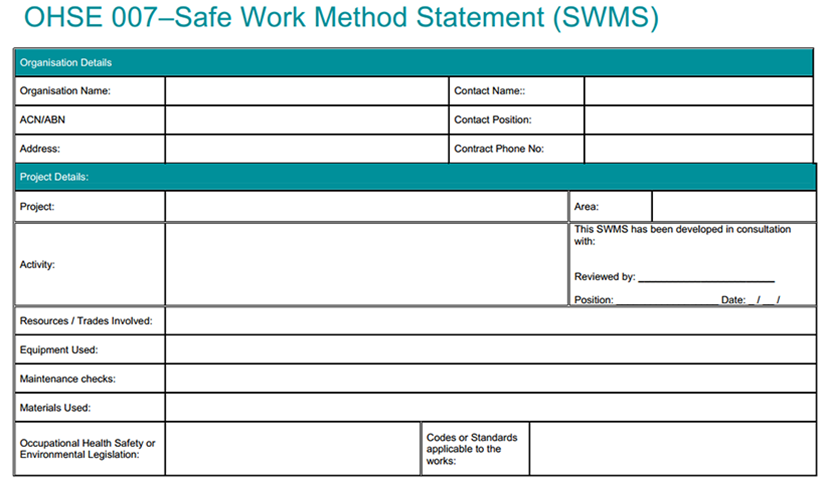 OHSE 007–Safe Work Method Statement (SWMS)
Organisation Details
Organisation Name:
Contact Name::
ACN/ABN
Contact Position:
Address:
Contract Phone No:
Project Details:
Project:
Area:
Activity:
This SWMS has been developed in consultation
with:
Reviewed by: ________________________
Position: __________________ Date: _ / __ /
Resources / Trades Involved:
Equipment Used:
Maintenance checks:
Materials Used:
Occupational Health Safety or
Environmental Legislation:
Codes or Standards
applicable to the
works: